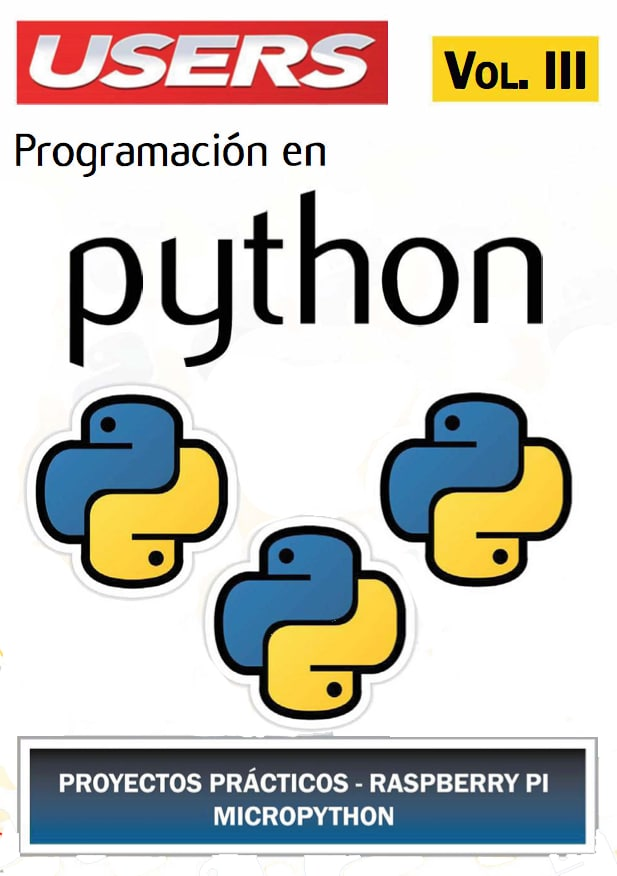 USERS
VOL. III
Programación en
python
PROYECTOS PRÁCTICOS - RASPBERRY PI
MICROPYTHON